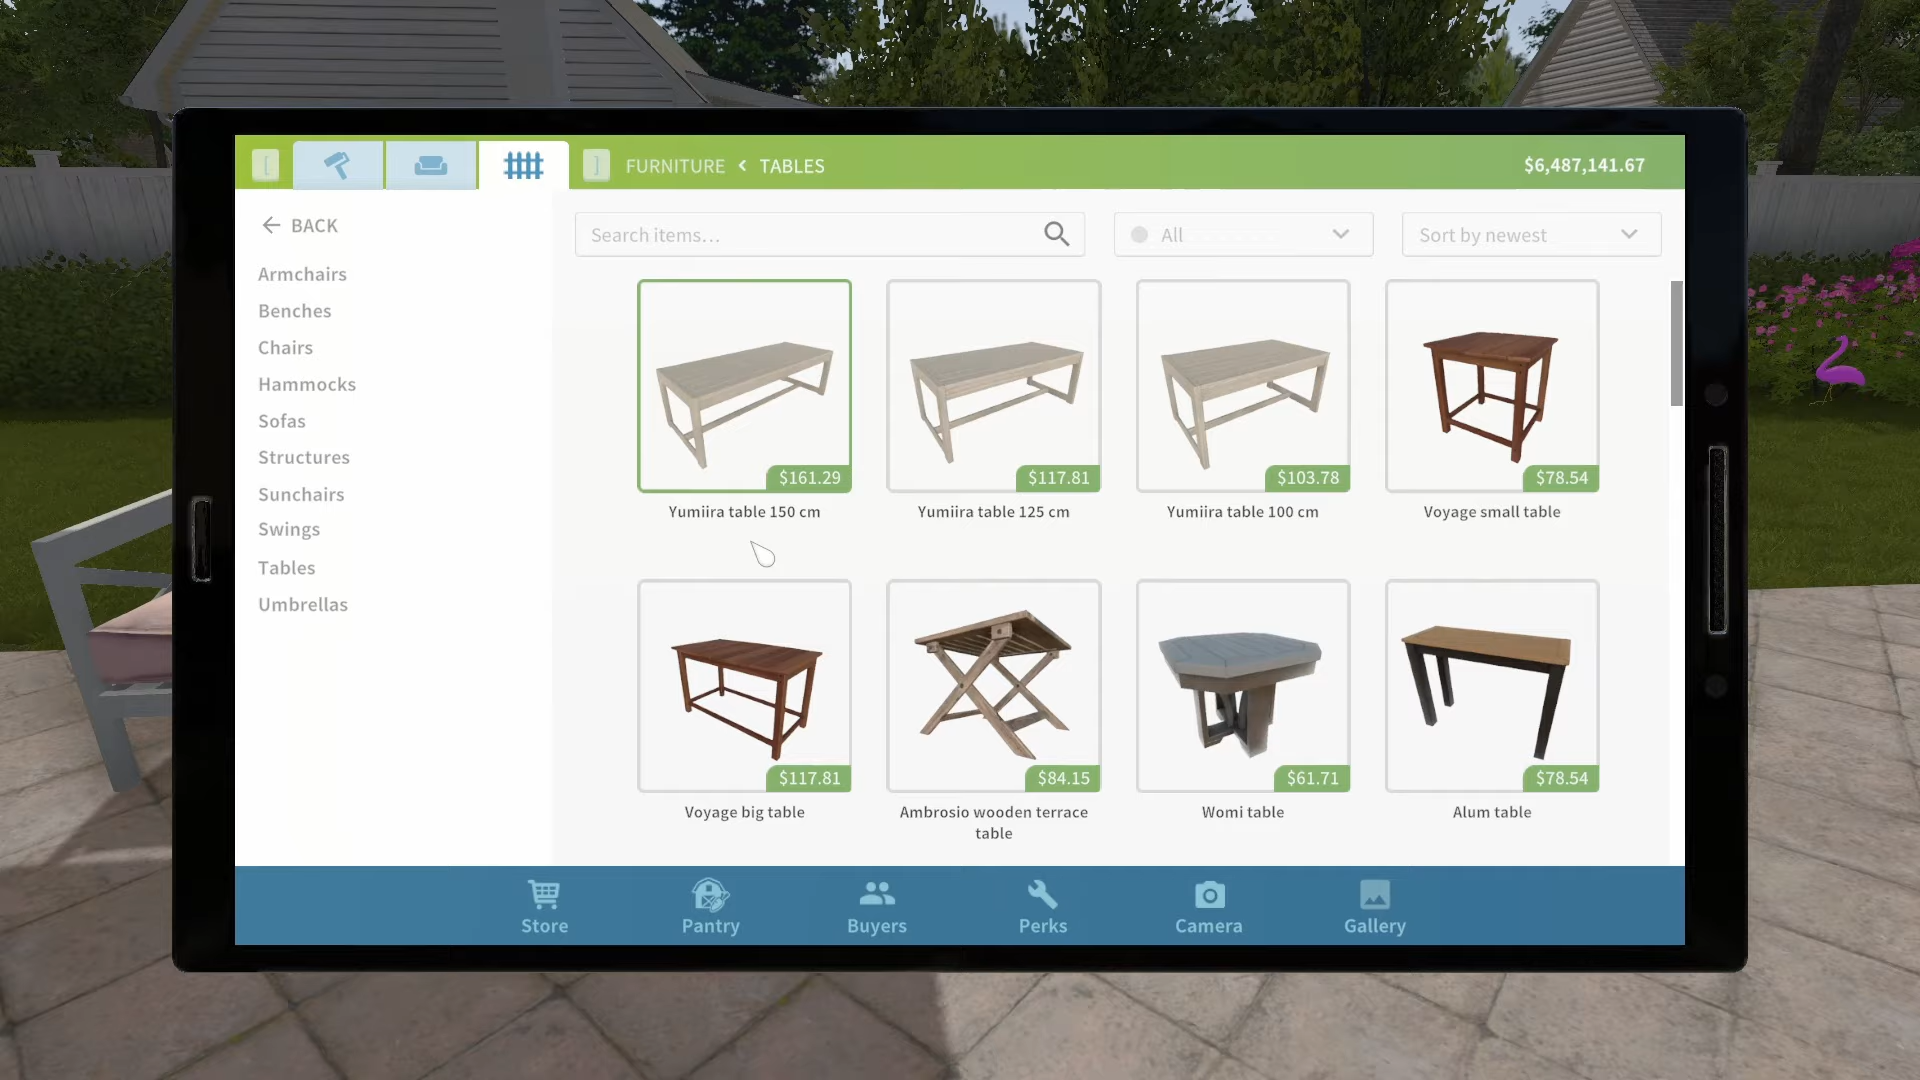 [
]
FURNITURE < TABLES
$6,487,141.67
BACK
Search items...
All
Sort by newest
Armchairs
Benches
Chairs
Hammocks
Sofas
Structures
Sunchairs
Swings
Tables
Umbrellas
$161.29
$117.81
$103.78
$78.54
Yumiira table 150 cm
Yumiira table 125 cm
Yumiira table 100 cm
Voyage small table
$117.81
$84.15
$61.71
$78.54
Voyage big table
Ambrosio wooden terrace
table
Womi table
Alum table
Store
Pantry
Buyers
Perks
Camera
Gallery